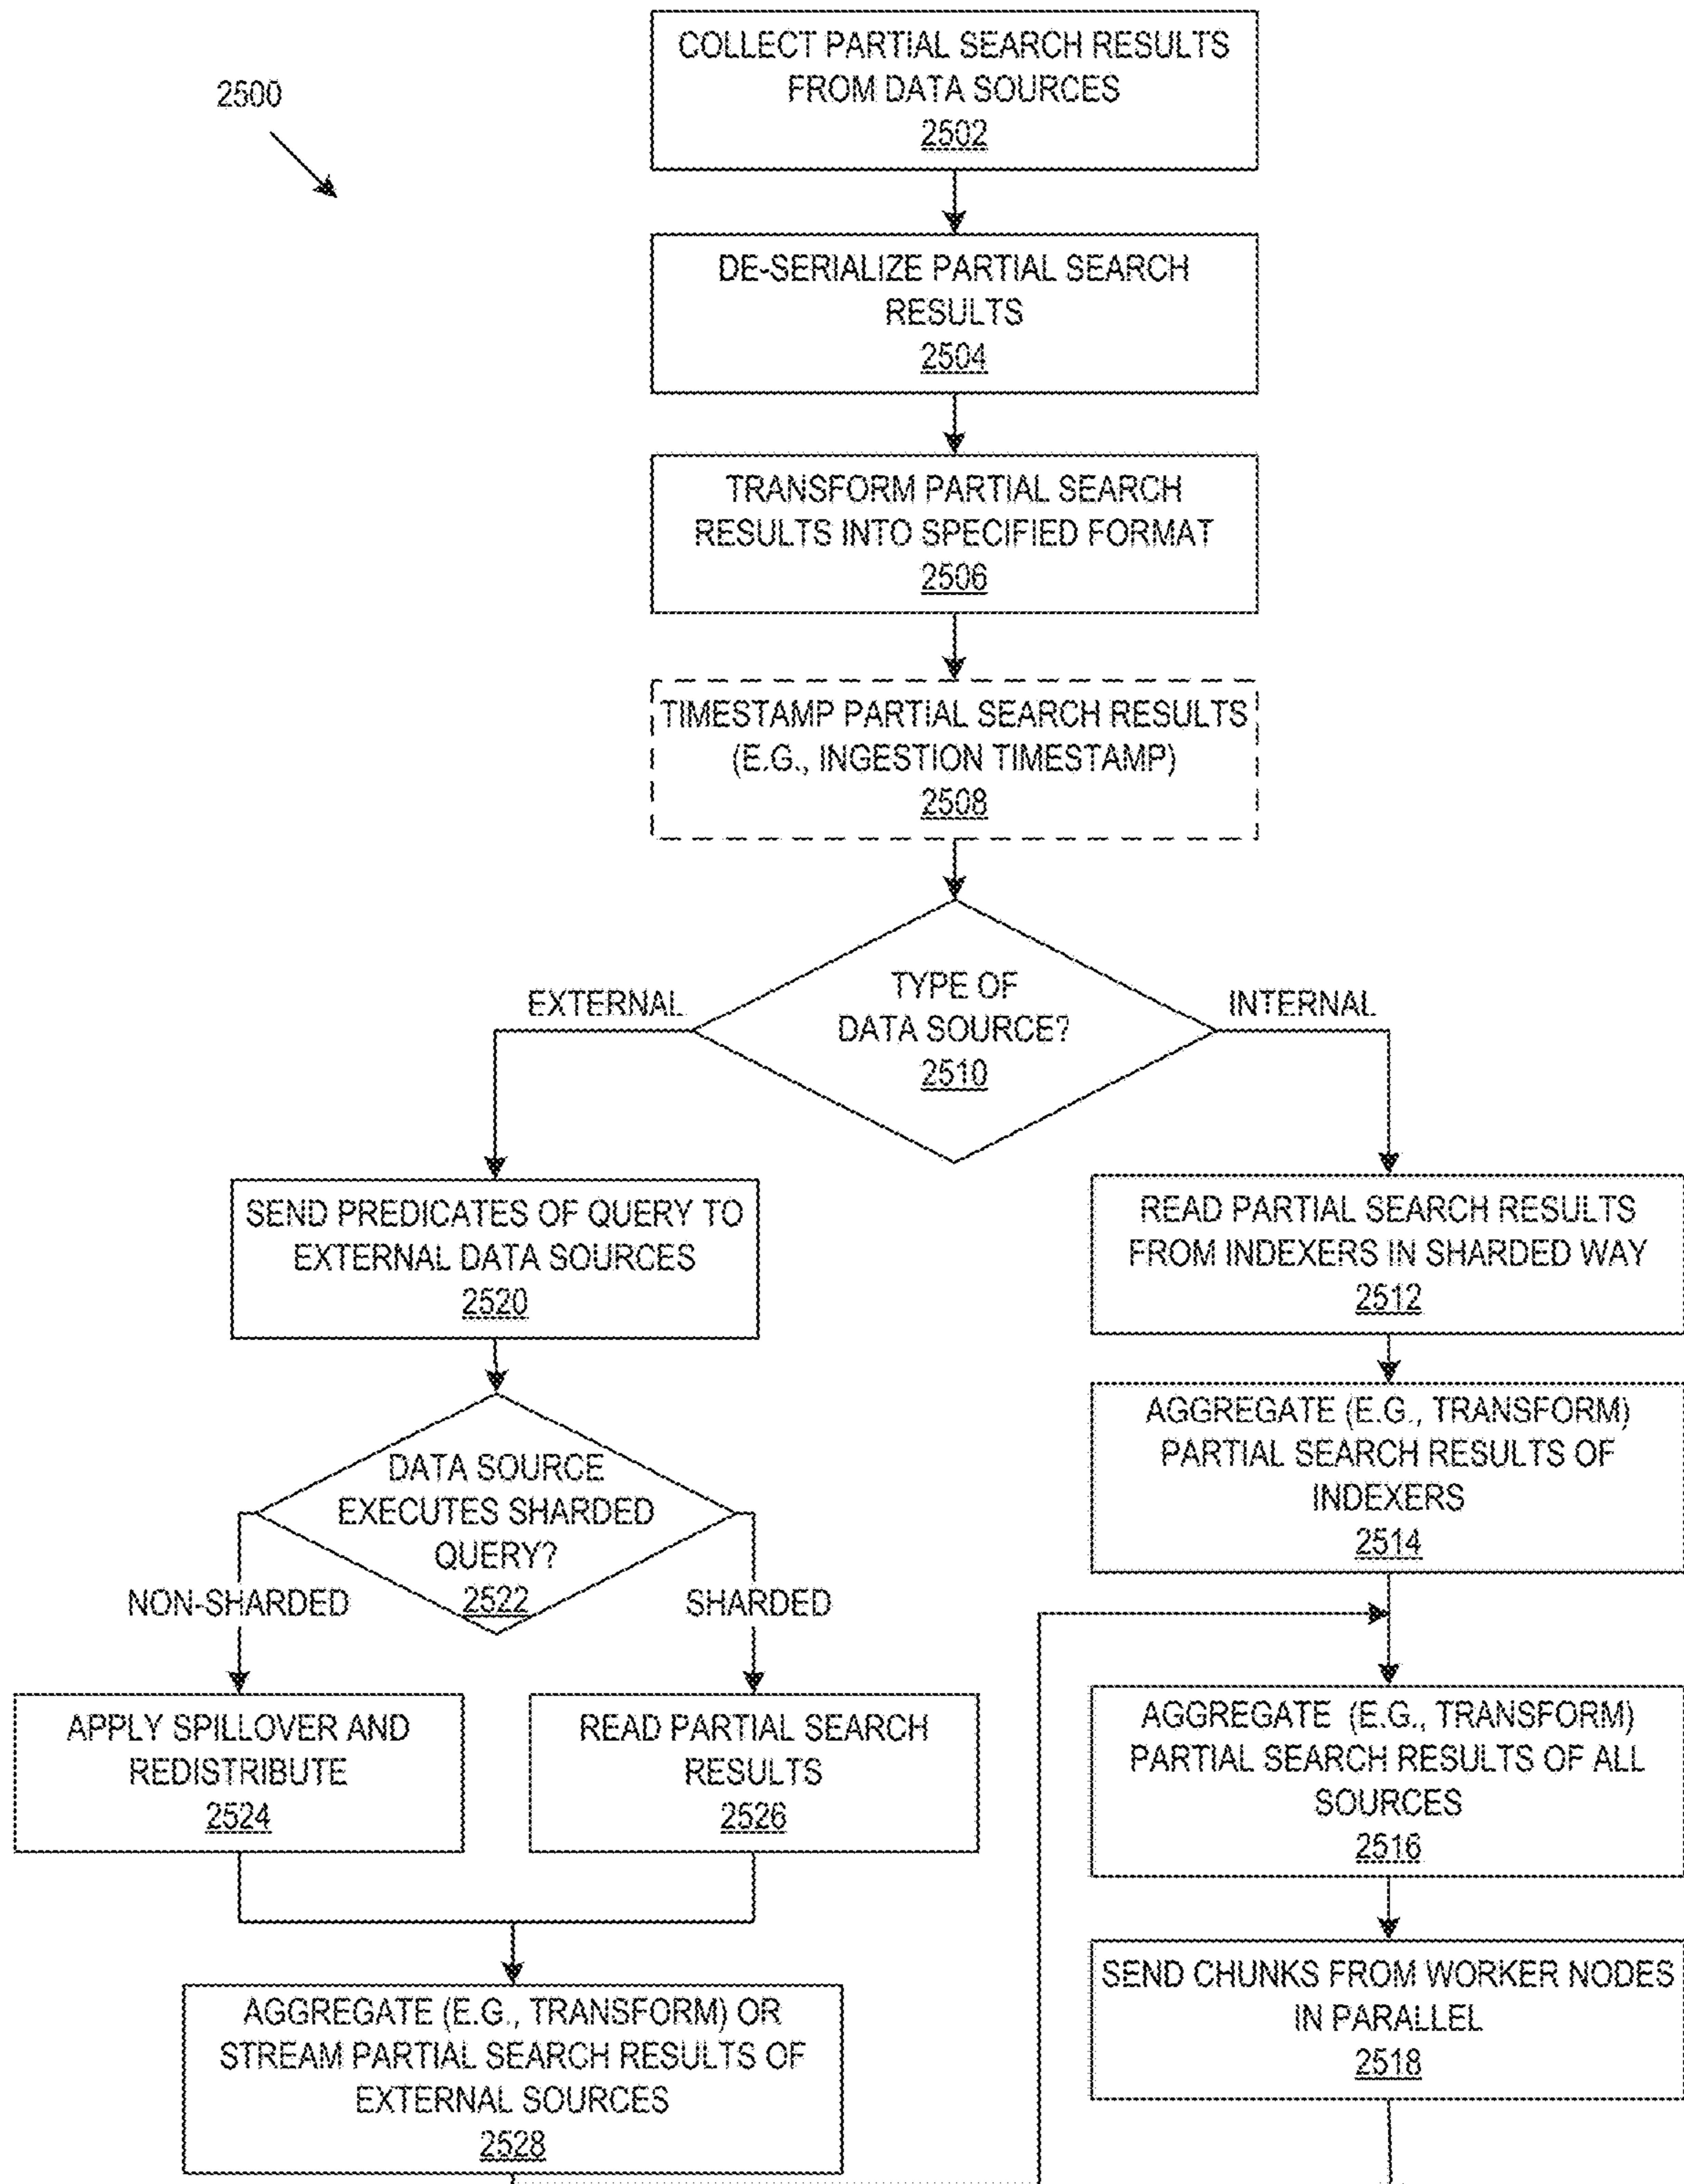 2500
COLLECT PARTIAL SEARCH RESULTS
FROM DATA SOURCES
2502
DE-SERIALIZE PARTIAL SEARCH
RESULTS
2504
TRANSFORM PARTIAL SEARCH
RESULTS INTO SPECIFIED FORMAT
2506
TIMESTAMP PARTIAL SEARCH RESULTS
(E.G., INGESTION TIMESTAMP)
2508
TYPE OF
DATA SOURCE?
2510
EXTERNAL
INTERNAL
SEND PREDICATES OF QUERY TO
EXTERNAL DATA SOURCES
2520
READ PARTIAL SEARCH RESULTS
FROM INDEXERS IN SHARDED WAY
2512
DATA SOURCE
EXECUTES SHARDED
QUERY?
2522
NON-SHARDED
SHARDED
AGGREGATE (E.G., TRANSFORM)
PARTIAL SEARCH RESULTS OF
INDEXERS
2514
APPLY SPILLOVER AND
REDISTRIBUTE
2524
READ PARTIAL SEARCH
RESULTS
2526
AGGREGATE (E.G., TRANSFORM)
PARTIAL SEARCH RESULTS OF ALL
SOURCES
2516
AGGREGATE (E.G., TRANSFORM) OR
STREAM PARTIAL SEARCH RESULTS OF
EXTERNAL SOURCES
2528
SEND CHUNKS FROM WORKER NODES
IN PARALLEL
2518